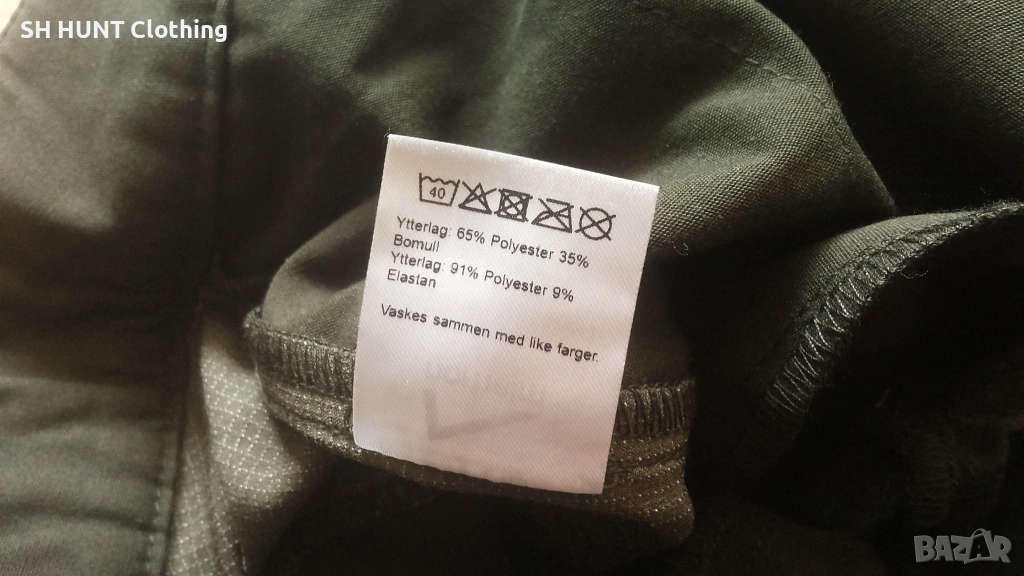 SH HUNT Clothing
40
Ytterlag: 65% Polyester 35%
Bomull
Ytterlag: 91% Polyester 9%
Elastan
Vaskes sammen med like farger.
BAZAR